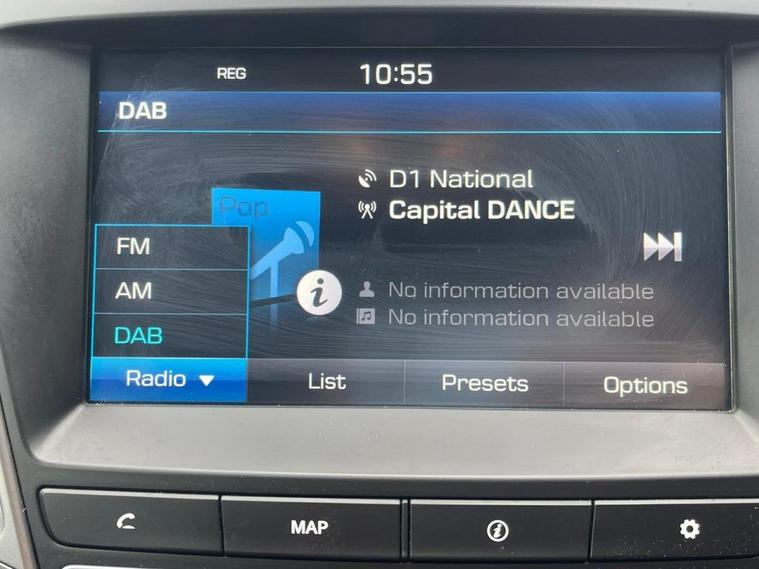 REG 10:55
DAB
D1 National
Capital DANCE
Pop
FM
AM
DAB
No information available
No information available
Radio List Presets Options
MAP